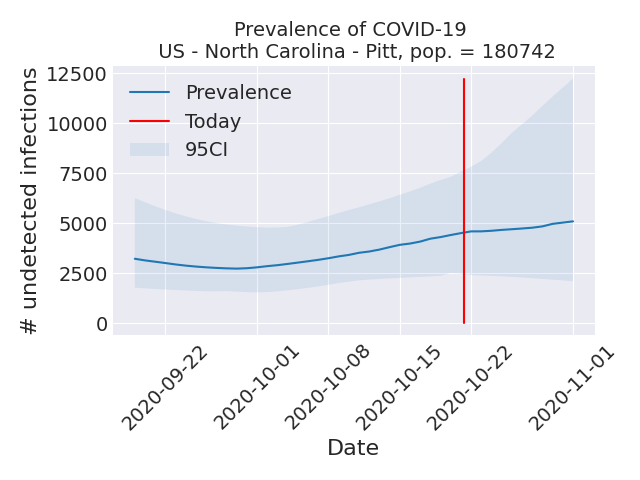 Prevalence of COVID-19
US - North Carolina - Pitt, pop. = 180742
# undetected infections
12500
10000
7500
5000
2500
0
Prevalence
Today
95CI
2020-09-22
2020-10-01
2020-10-08
2020-10-15
2020-10-22
2020-11-01
Date